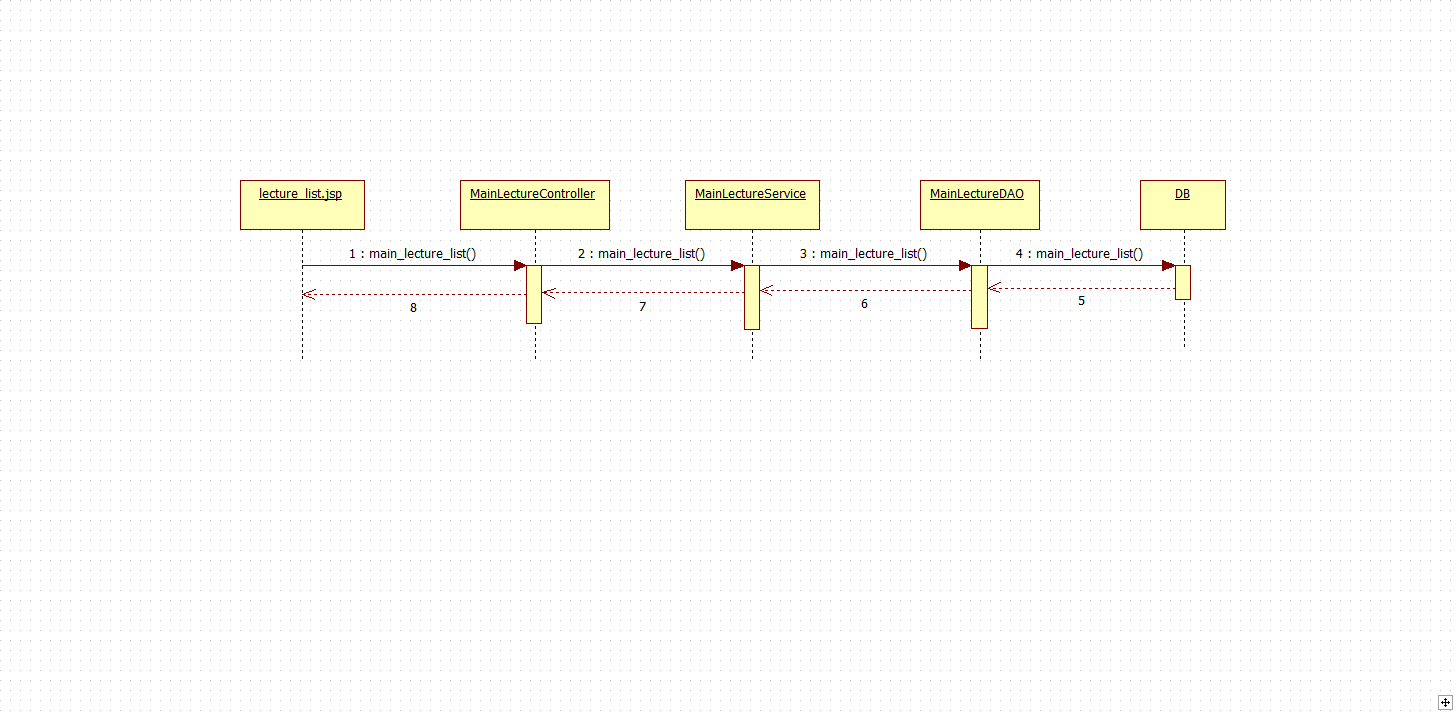 lecture_list.jsp
MainLectureController
MainLectureService
MainLectureDAO
DB
1 : main_lecture_list()
2 : main_lecture_list()
3 : main_lecture_list()
4 : main_lecture_list()
8
7
6
5